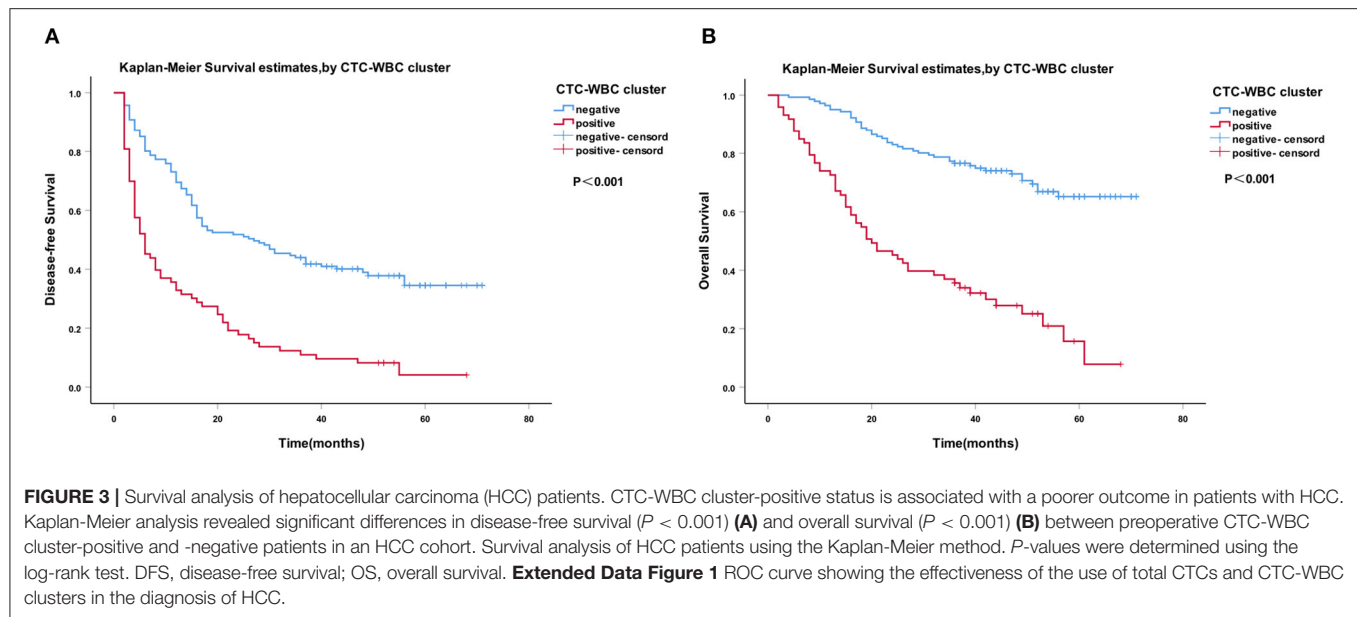 A
Kaplan-Meier Survival estimates,by CTC-WBC cluster
CTC-WBC cluster
negative
positive
negative- censord
positive- censord
P<0.001
Disease-free Survival
1.0
0.8
0.6
0.4
0.2
0.0
0 20 40 60 80
Time(months)
B
Kaplan-Meier Survival estimates,by CTC-WBC cluster
CTC-WBC cluster
negative
positive
negative- censord
positive- censord
P<0.001
Overall Survival
1.0
0.8
0.6
0.4
0.2
0.0
0 20 40 60 80
Time(months)
FIGURE 3 | Survival analysis of hepatocellular carcinoma (HCC) patients. CTC-WBC cluster-positive status is associated with a poorer outcome in patients with HCC.
Kaplan-Meier analysis revealed significant differences in disease-free survival (P < 0.001) (A) and overall survival (P < 0.001) (B) between preoperative CTC-WBC
cluster-positive and -negative patients in an HCC cohort. Survival analysis of HCC patients using the Kaplan-Meier method. P-values were determined using the
log-rank test. DFS, disease-free survival; OS, overall survival. Extended Data Figure 1 ROC curve showing the effectiveness of the use of total CTCs and CTC-WBC
clusters in the diagnosis of HCC.